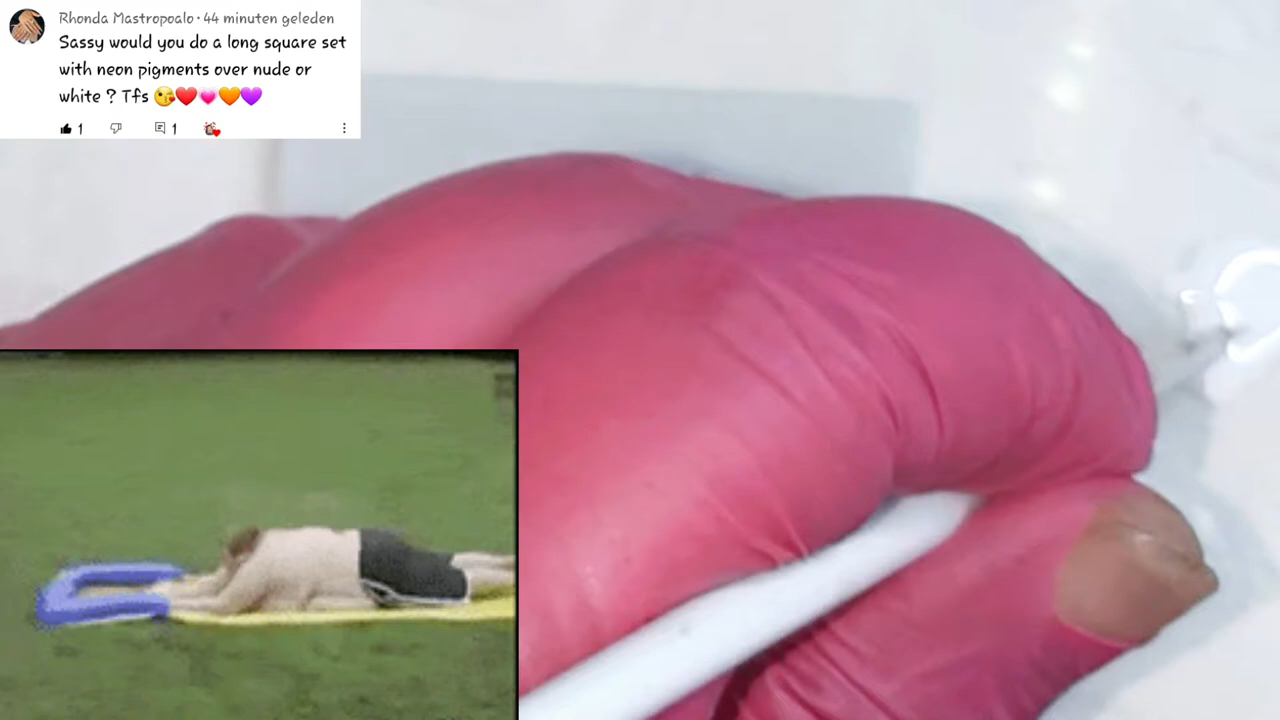 Rhonda Mastropoalo · 44 minuten geleden
Sassy would you do a long square set
with neon pigments over nude or
white ? Tfs 😘❤️💗🧡💜
1 1